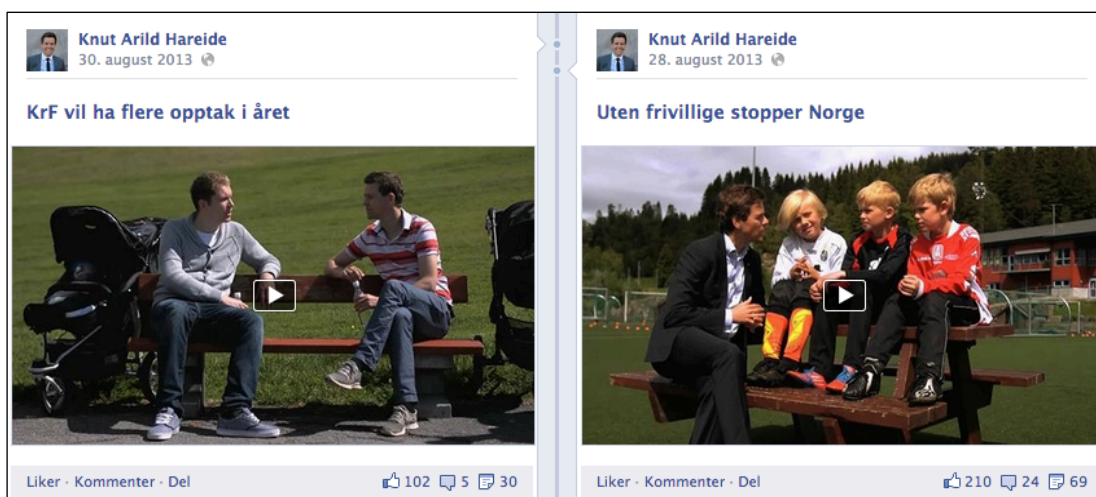 Knut Arild Hareide
30. august 2013
KrF vil ha flere opptak i året
Liker · Kommenter · Del
102 5 30
Knut Arild Hareide
28. august 2013
Uten frivillige stopper Norge
Liker · Kommenter · Del
210 24 69